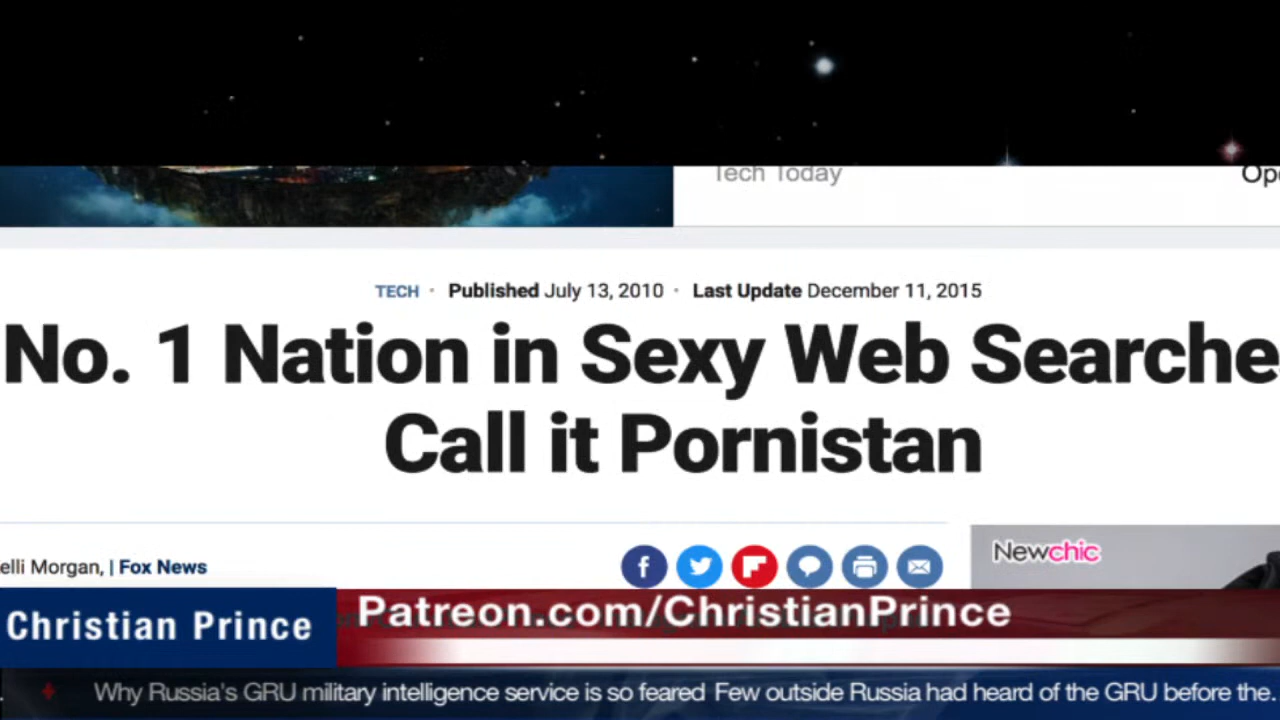 Tech Today
TECH · Published July 13, 2010 · Last Update December 11, 2015
No. 1 Nation in Sexy Web Searche
Call it Pornistan
elli Morgan, | Fox News
Newchic
Christian Prince
Patreon.com/ChristianPrince
Why Russia's GRU military intelligence service is so feared Few outside Russia had heard of the GRU before the.